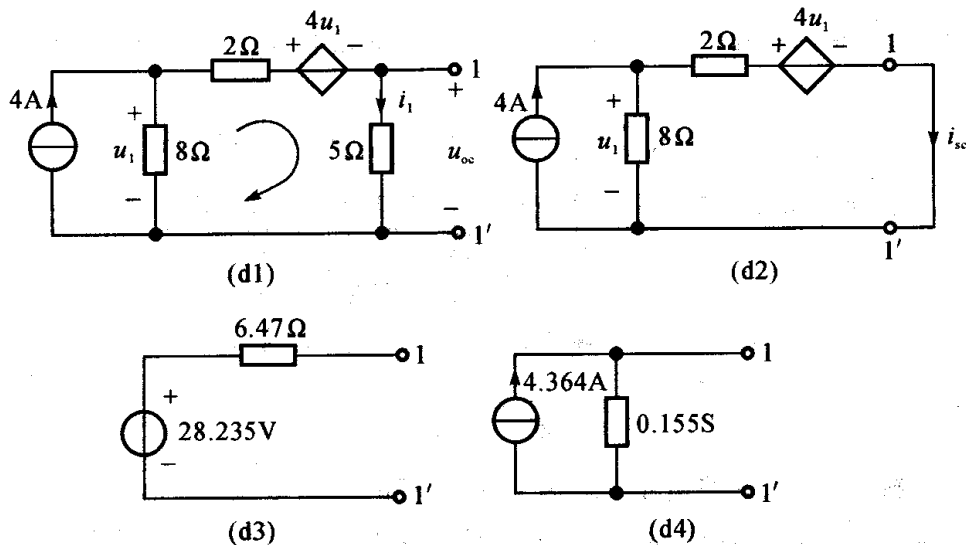 4u₁
+ −
2Ω
1
+
4A
+
u₁
8Ω
−
i₁
5Ω
u_oc
−
1′
(d1)
4u₁
2Ω
+ −
1
4A
+
u₁
8Ω
−
i_sc
1′
(d2)
6.47Ω
1
+
28.235V
−
1′
(d3)
1
4.364A
0.155S
1′
(d4)